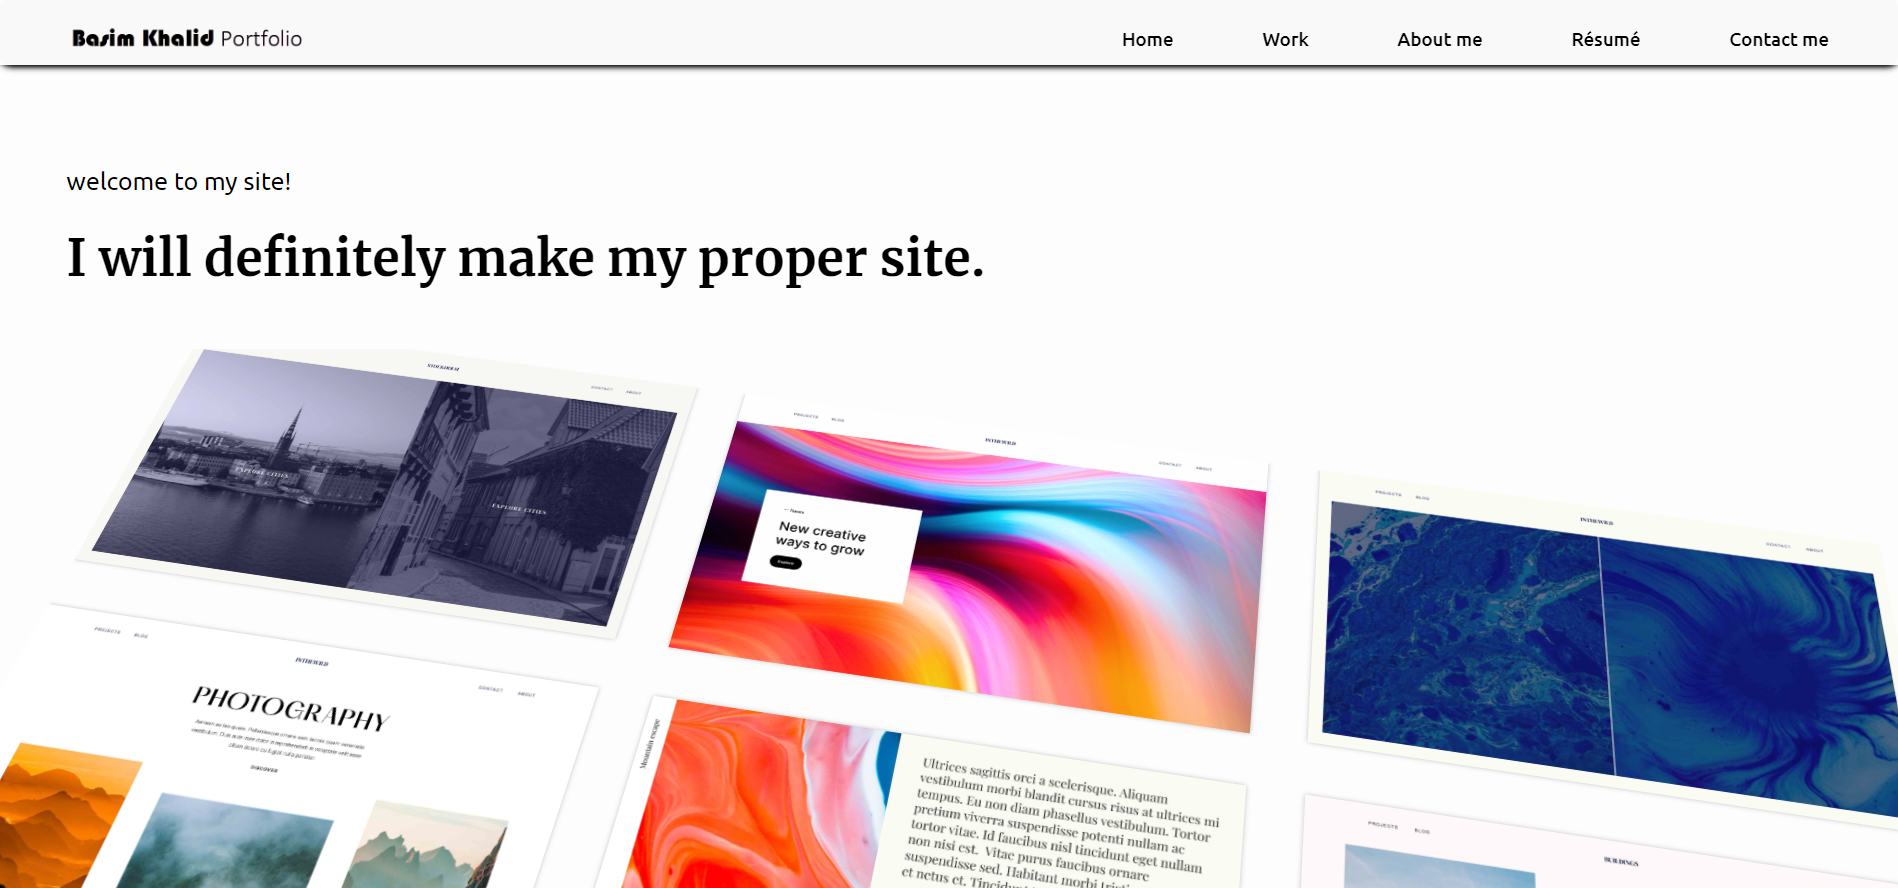 Basim Khalid Portfolio
Home
Work
About me
Résumé
Contact me
welcome to my site!
I will definitely make my proper site.
CONTACT
ABOUT
EXPLORE CITIES
EXPLORE CITIES
PROJECTS
BLOG
INTHEWILD
CONTACT
ABOUT
News
New creative
ways to grow
Explore
PROJECTS
BLOG
INTHEWILD
CONTACT
ABOUT
PROJECTS
BLOG
INTHEWILD
CONTACT
ABOUT
PHOTOGRAPHY
DISCOVER
Mountain escape
Ultrices sagittis orci a scelerisque. Aliquam
vestibulum morbi blandit cursus risus at ultrices mi
tempus. Eu non diam phasellus vestibulum. Tortor
pretium viverra suspendisse potenti nullam ac
tortor vitae. Id faucibus nisl tincidunt eget nullam
non nisi est. Vitae purus faucibus ornare
suspendisse sed. Habitant morbi
et netus et.
PROJECTS
BLOG
BUILDINGS